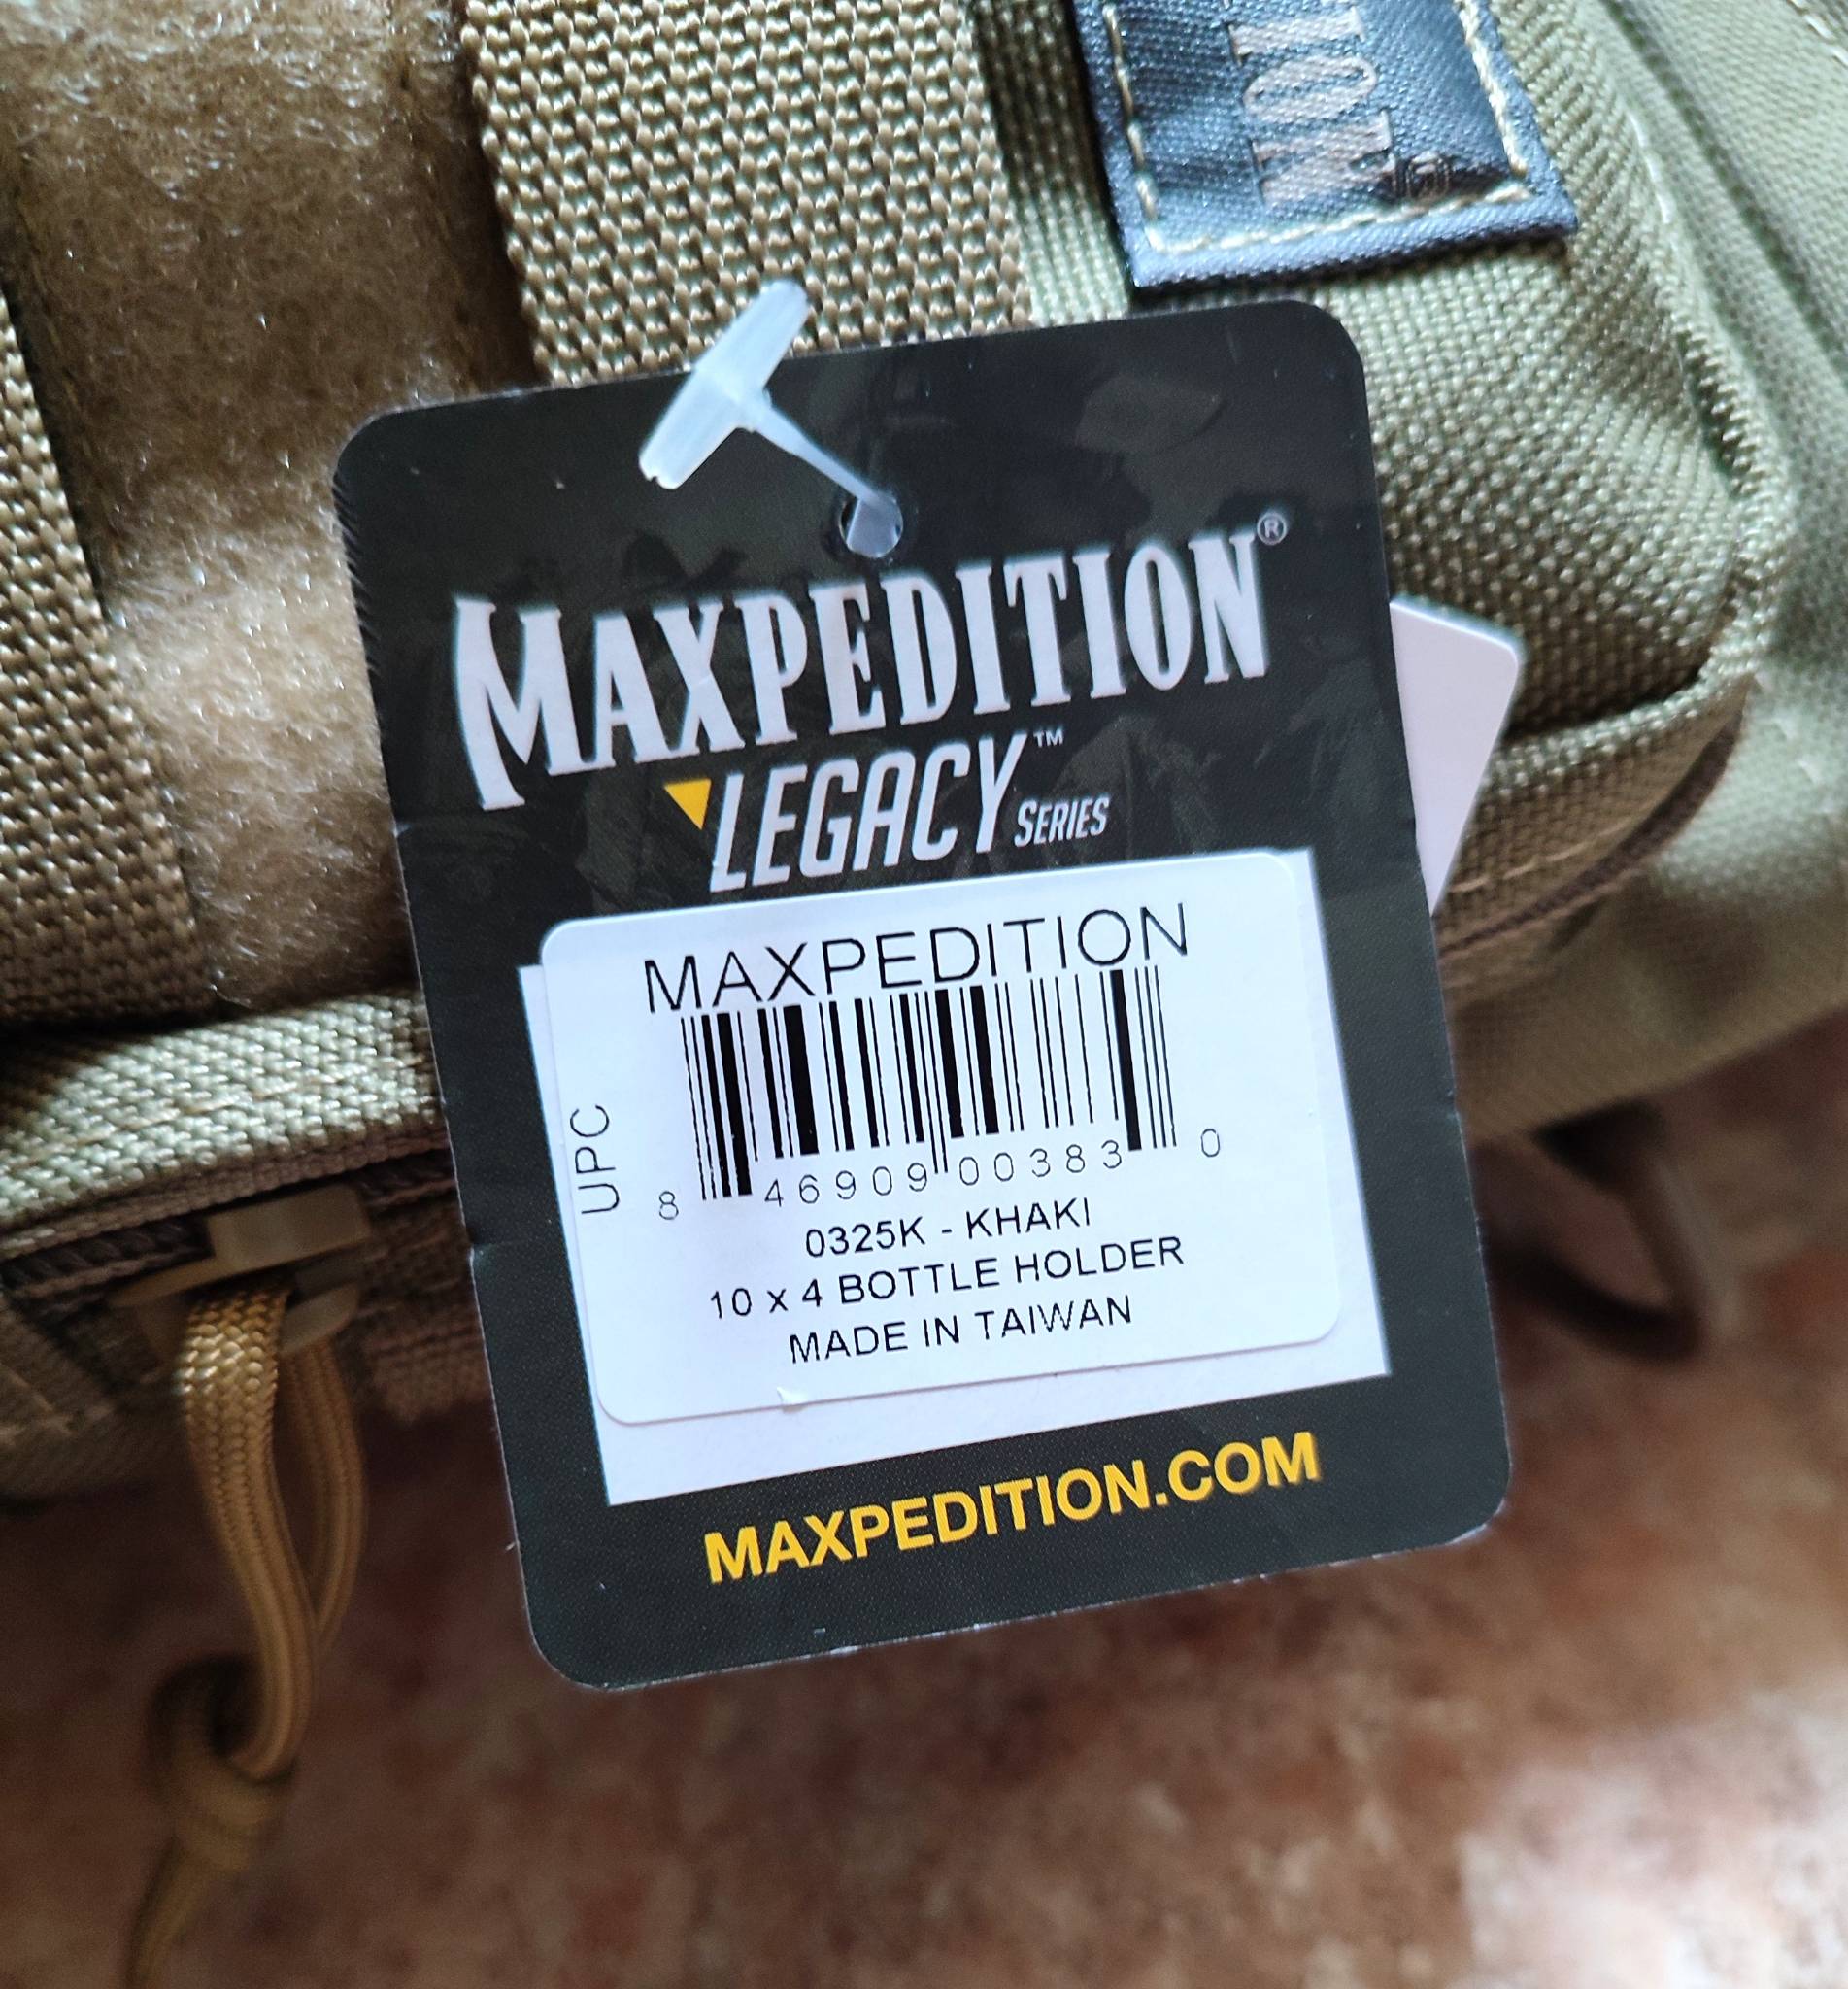 ION
MAXPEDITION®
LEGACY™ SERIES
MAXPEDITION
UPC
8 46909 00383 0
0325K - KHAKI
10 x 4 BOTTLE HOLDER
MADE IN TAIWAN
MAXPEDITION.COM